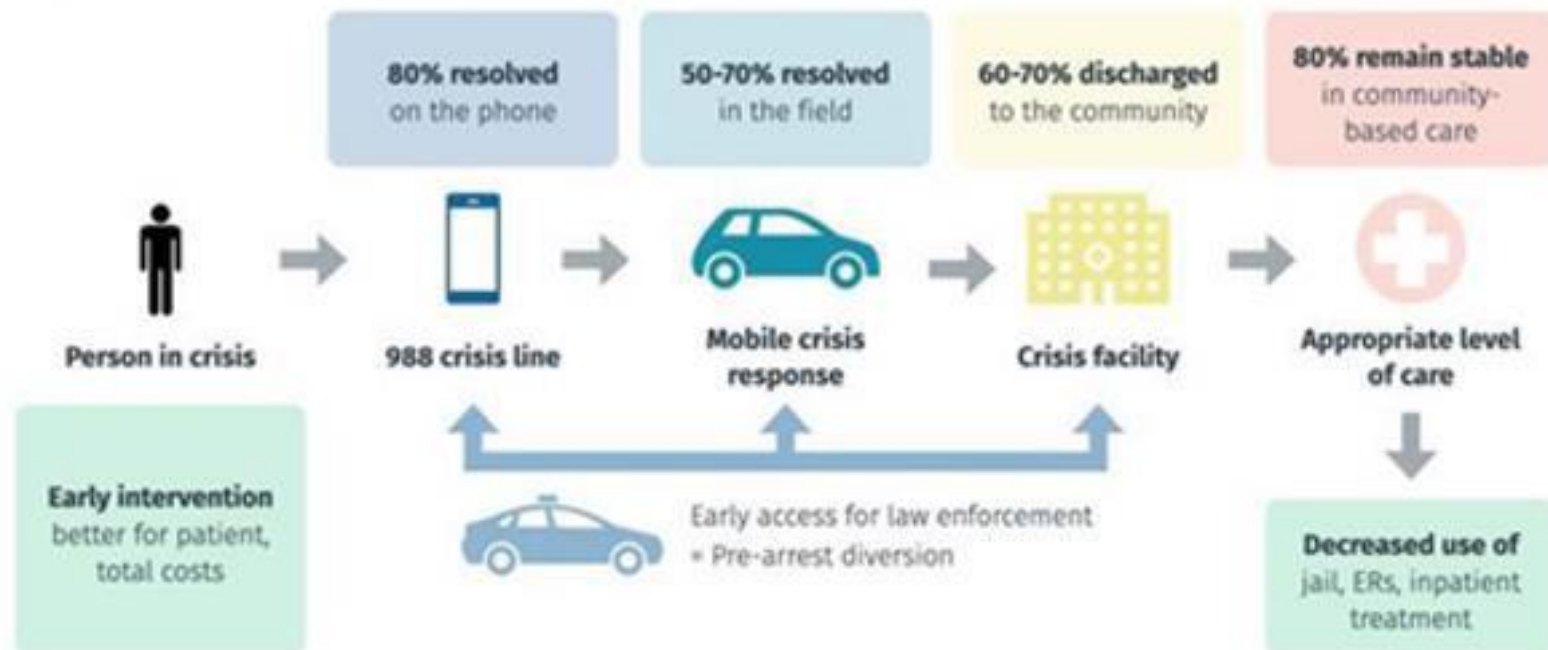 80% resolved
on the phone
50-70% resolved
in the field
60-70% discharged
to the community
80% remain stable
in community-
based care
Person in crisis
988 crisis line
Mobile crisis
response
Crisis facility
Appropriate level
of care
Early intervention
better for patient,
total costs
Early access for law enforcement
= Pre-arrest diversion
Decreased use of
jail, ERs, inpatient
treatment